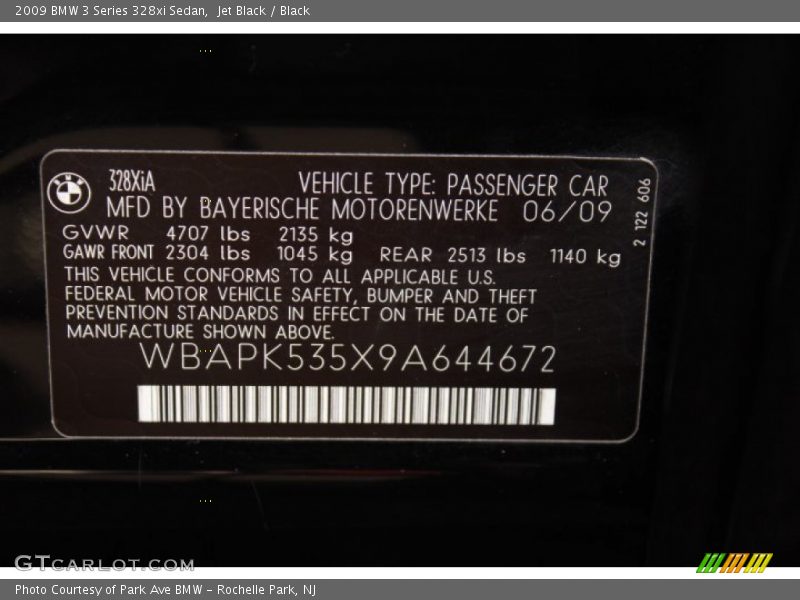 2009 BMW 3 Series 328xi Sedan, Jet Black / Black
328XiA VEHICLE TYPE: PASSENGER CAR
MFD BY BAYERISCHE MOTORENWERKE 06/09
GVWR 4707 lbs 2135 kg
GAWR FRONT 2304 lbs 1045 kg REAR 2513 lbs 1140 kg
THIS VEHICLE CONFORMS TO ALL APPLICABLE U.S.
FEDERAL MOTOR VEHICLE SAFETY, BUMPER AND THEFT
PREVENTION STANDARDS IN EFFECT ON THE DATE OF
MANUFACTURE SHOWN ABOVE.
WBAPK535X9A644672
2 122 606
GTCARLOT.COM
Photo Courtesy of Park Ave BMW - Rochelle Park, NJ